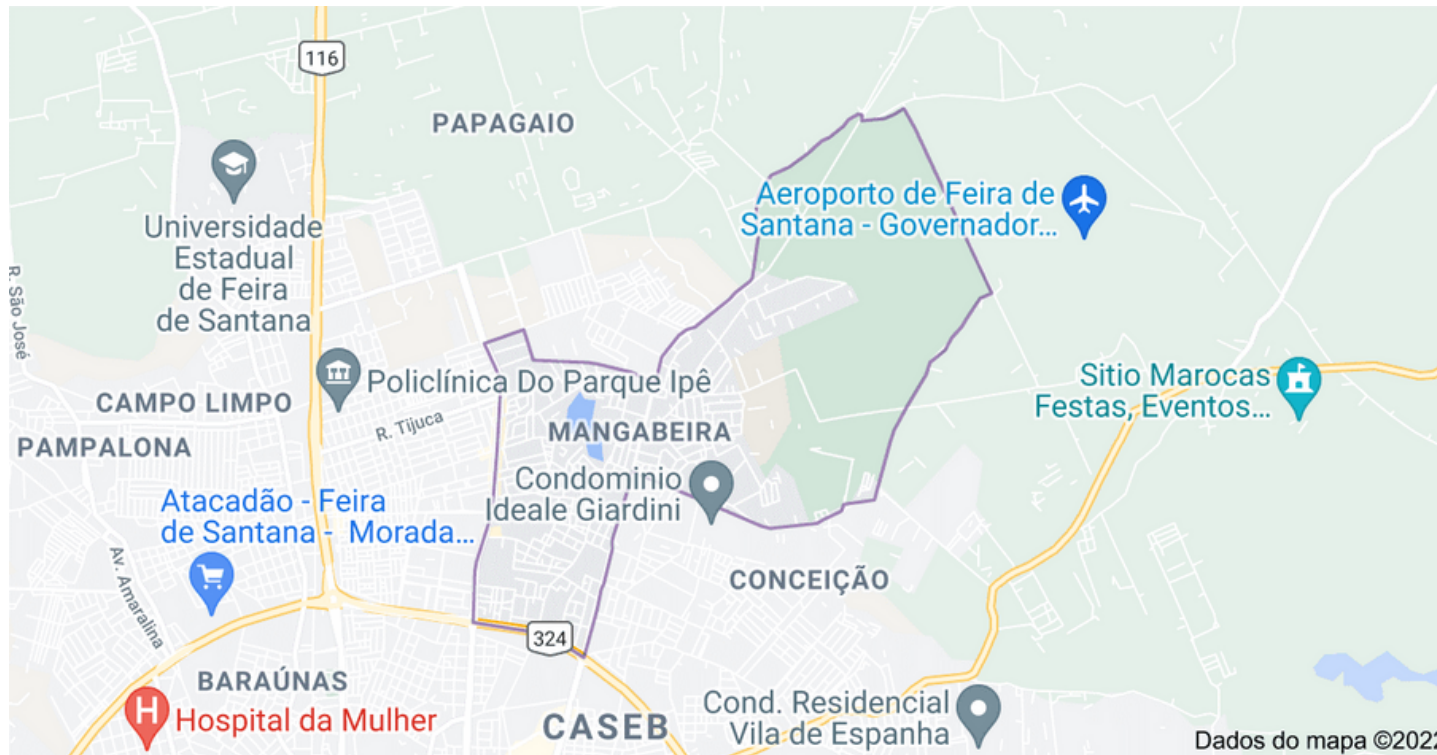 116
PAPAGAIO
Universidade
Estadual
de Feira
de Santana
Aeroporto de Feira de
Santana - Governador...
R. São José
Policlínica Do Parque Ipê
CAMPO LIMPO
R. Tijuca
PAMPALONA
MANGABEIRA
Sitio Marocas
Festas, Eventos...
Condominio
Ideale Giardini
Atacadão - Feira
de Santana - Morada...
Av. Amaralina
CONCEIÇÃO
324
BARAÚNAS
H Hospital da Mulher
CASEB
Cond. Residencial
Vila de Espanha
Dados do mapa ©2022